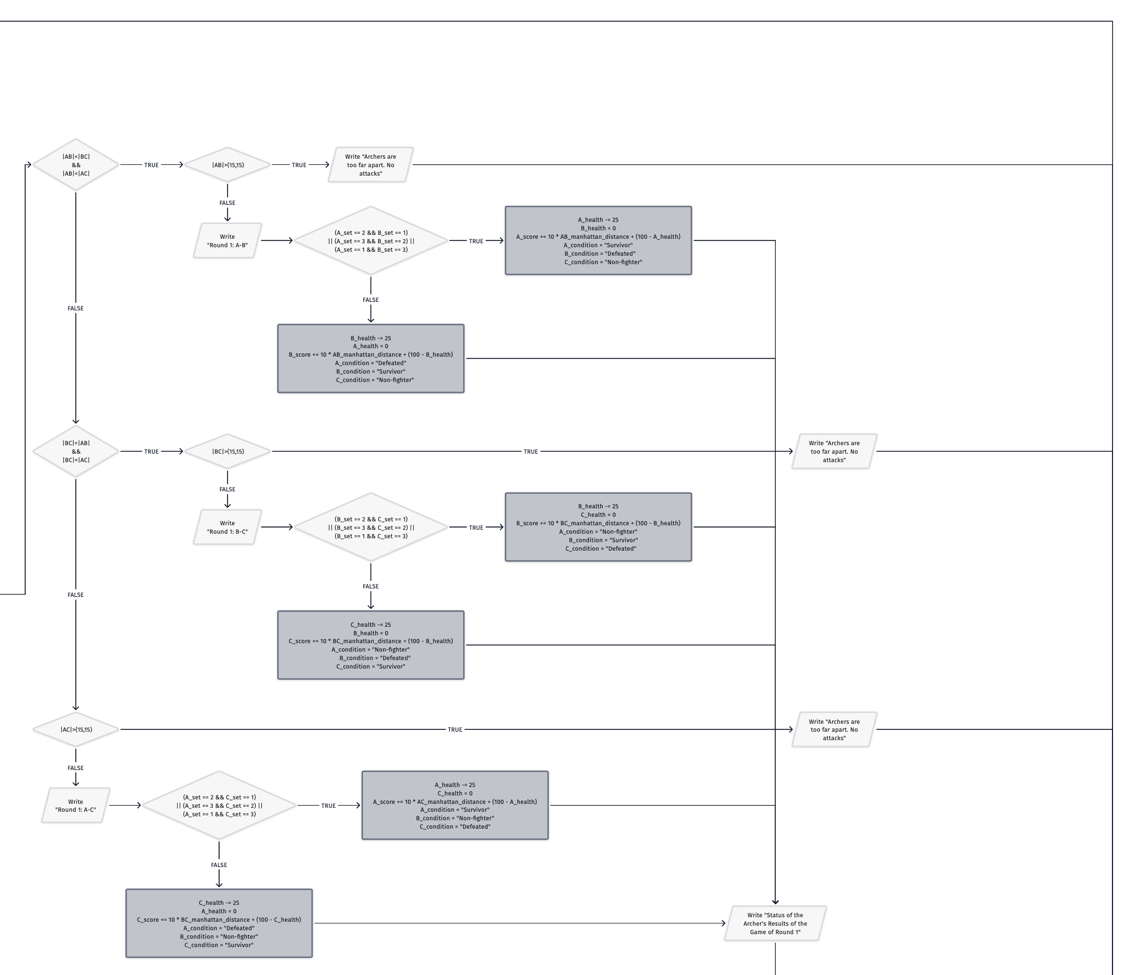 |AB|<|BC|
&&
|AB|<|AC|
TRUE
|AB|>(15,15)
TRUE
Write "Archers are
too far apart. No
attacks"
FALSE
Write
"Round 1: A-B"
(A_set == 2 && B_set == 1)
|| (A_set == 3 && B_set == 2) ||
(A_set == 1 && B_set == 3)
TRUE
A_health -= 25
B_health = 0
A_score += 10 * AB_manhattan_distance + (100 - A_health)
A_condition = "Survivor"
B_condition = "Defeated"
C_condition = "Non-fighter"
FALSE
FALSE
B_health -= 25
A_health = 0
B_score += 10 * AB_manhattan_distance + (100 - B_health)
A_condition = "Defeated"
B_condition = "Survivor"
C_condition = "Non-fighter"
|BC|<|AB|
&&
|BC|<|AC|
TRUE
|BC|>(15,15)
TRUE
Write "Archers are
too far apart. No
attacks"
FALSE
Write
"Round 1: B-C"
(B_set == 2 && C_set == 1)
|| (B_set == 3 && C_set == 2) ||
(B_set == 1 && C_set == 3)
TRUE
B_health -= 25
C_health = 0
B_score += 10 * BC_manhattan_distance + (100 - B_health)
A_condition = "Non-fighter"
B_condition = "Survivor"
C_condition = "Defeated"
FALSE
FALSE
C_health -= 25
B_health = 0
C_score += 10 * BC_manhattan_distance + (100 - B_health)
A_condition = "Non-fighter"
B_condition = "Defeated"
C_condition = "Survivor"
|AC|>(15,15)
TRUE
Write "Archers are
too far apart. No
attacks"
FALSE
Write
"Round 1: A-C"
(A_set == 2 && C_set == 1)
|| (A_set == 3 && C_set == 2) ||
(A_set == 1 && C_set == 3)
TRUE
A_health -= 25
C_health = 0
A_score += 10 * AC_manhattan_distance + (100 - A_health)
A_condition = "Survivor"
B_condition = "Non-fighter"
C_condition = "Defeated"
FALSE
C_health -= 25
A_health = 0
C_score += 10 * BC_manhattan_distance + (100 - C_health)
A_condition = "Defeated"
B_condition = "Non-fighter"
C_condition = "Survivor"
Write "Status of the
Archer's Results of the
Game of Round 1"